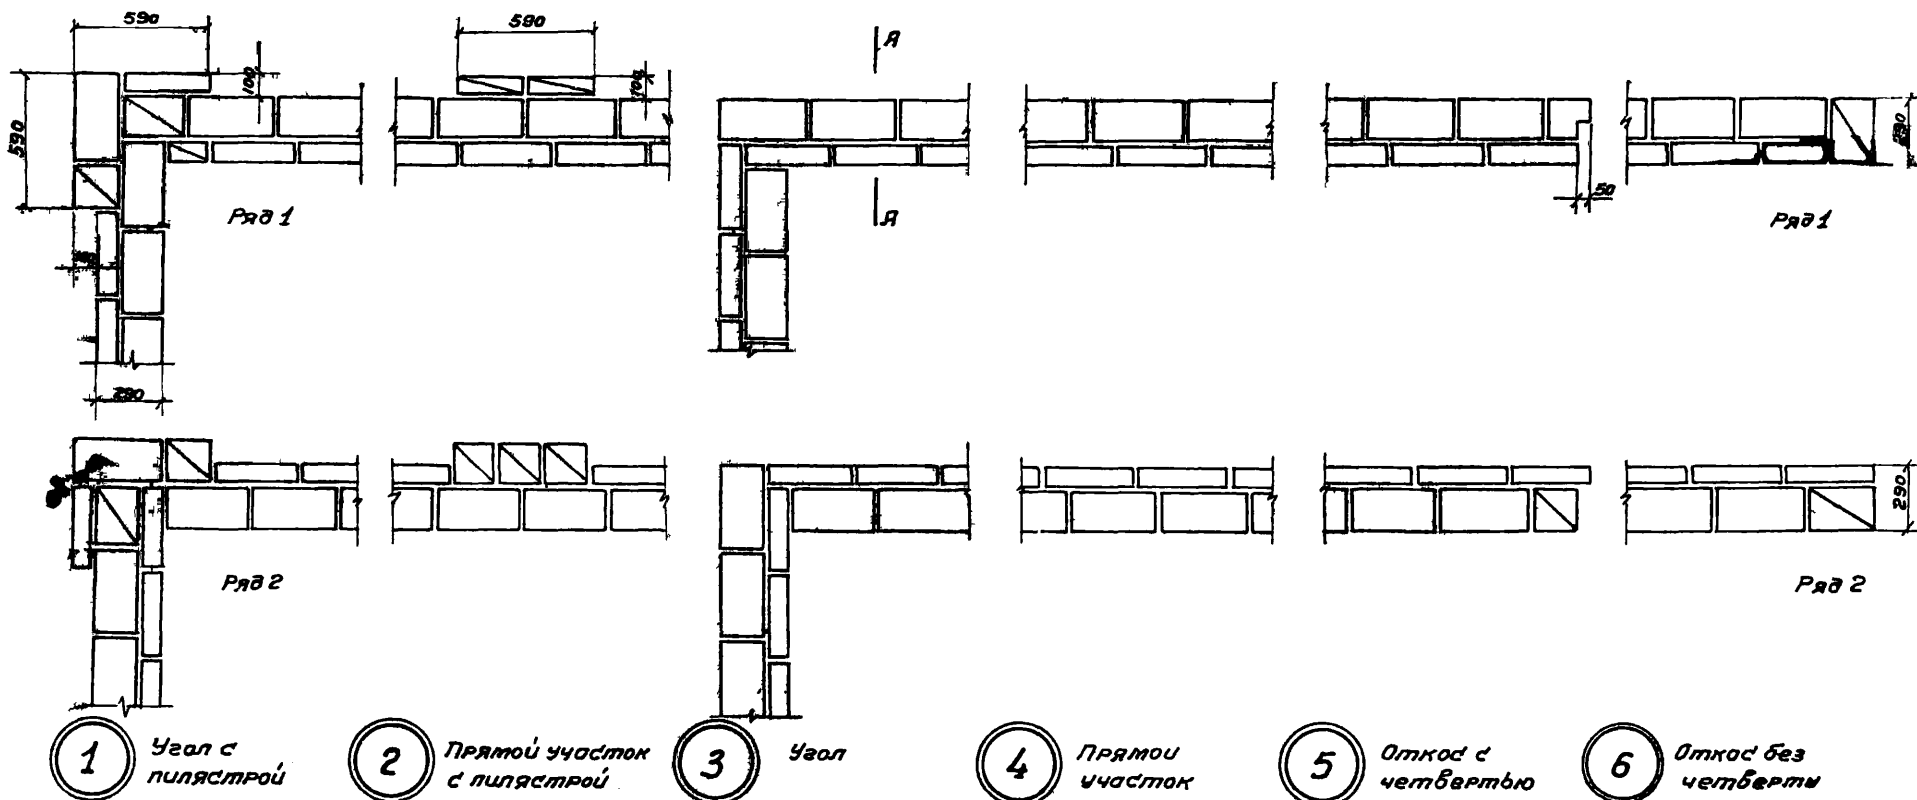 590
590
А
100
100
590
290
Ряд 1
А
50
Ряд 1
290
290
Ряд 2
Ряд 2
1 Угол с
пилястрой
2 Прямой участок
с пилястрой
3 Угол
4 Прямой
участок
5 Откос с
четвертью
6 Откос без
четверти